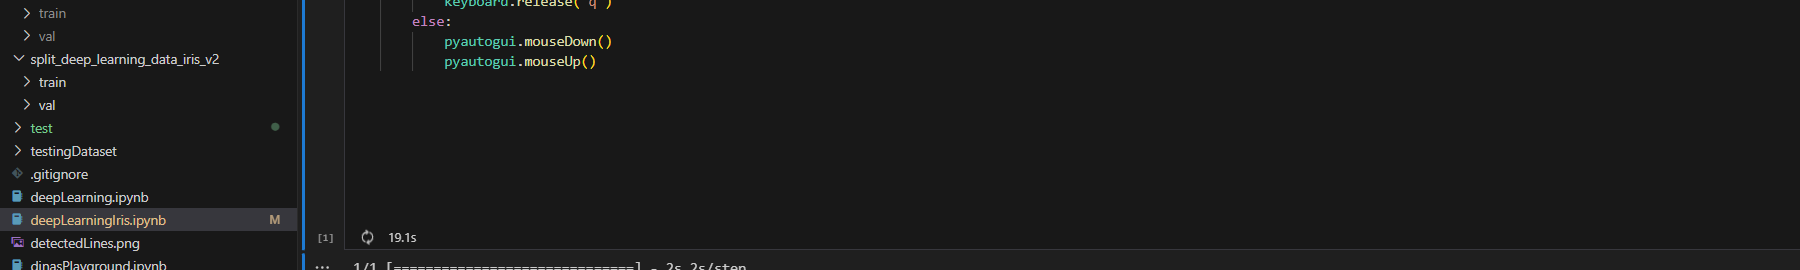 train
val
split_deep_learning_data_iris_v2
train
val
test
testingDataset
.gitignore
deepLearning.ipynb
deepLearningIris.ipynb M
detectedLines.png
dinasPlayground.ipynb
keyboard.release('q')
else:
pyautogui.mouseDown()
pyautogui.mouseUp()
[1] 19.1s
... 1/1 [==============================] - 2s 2s/step